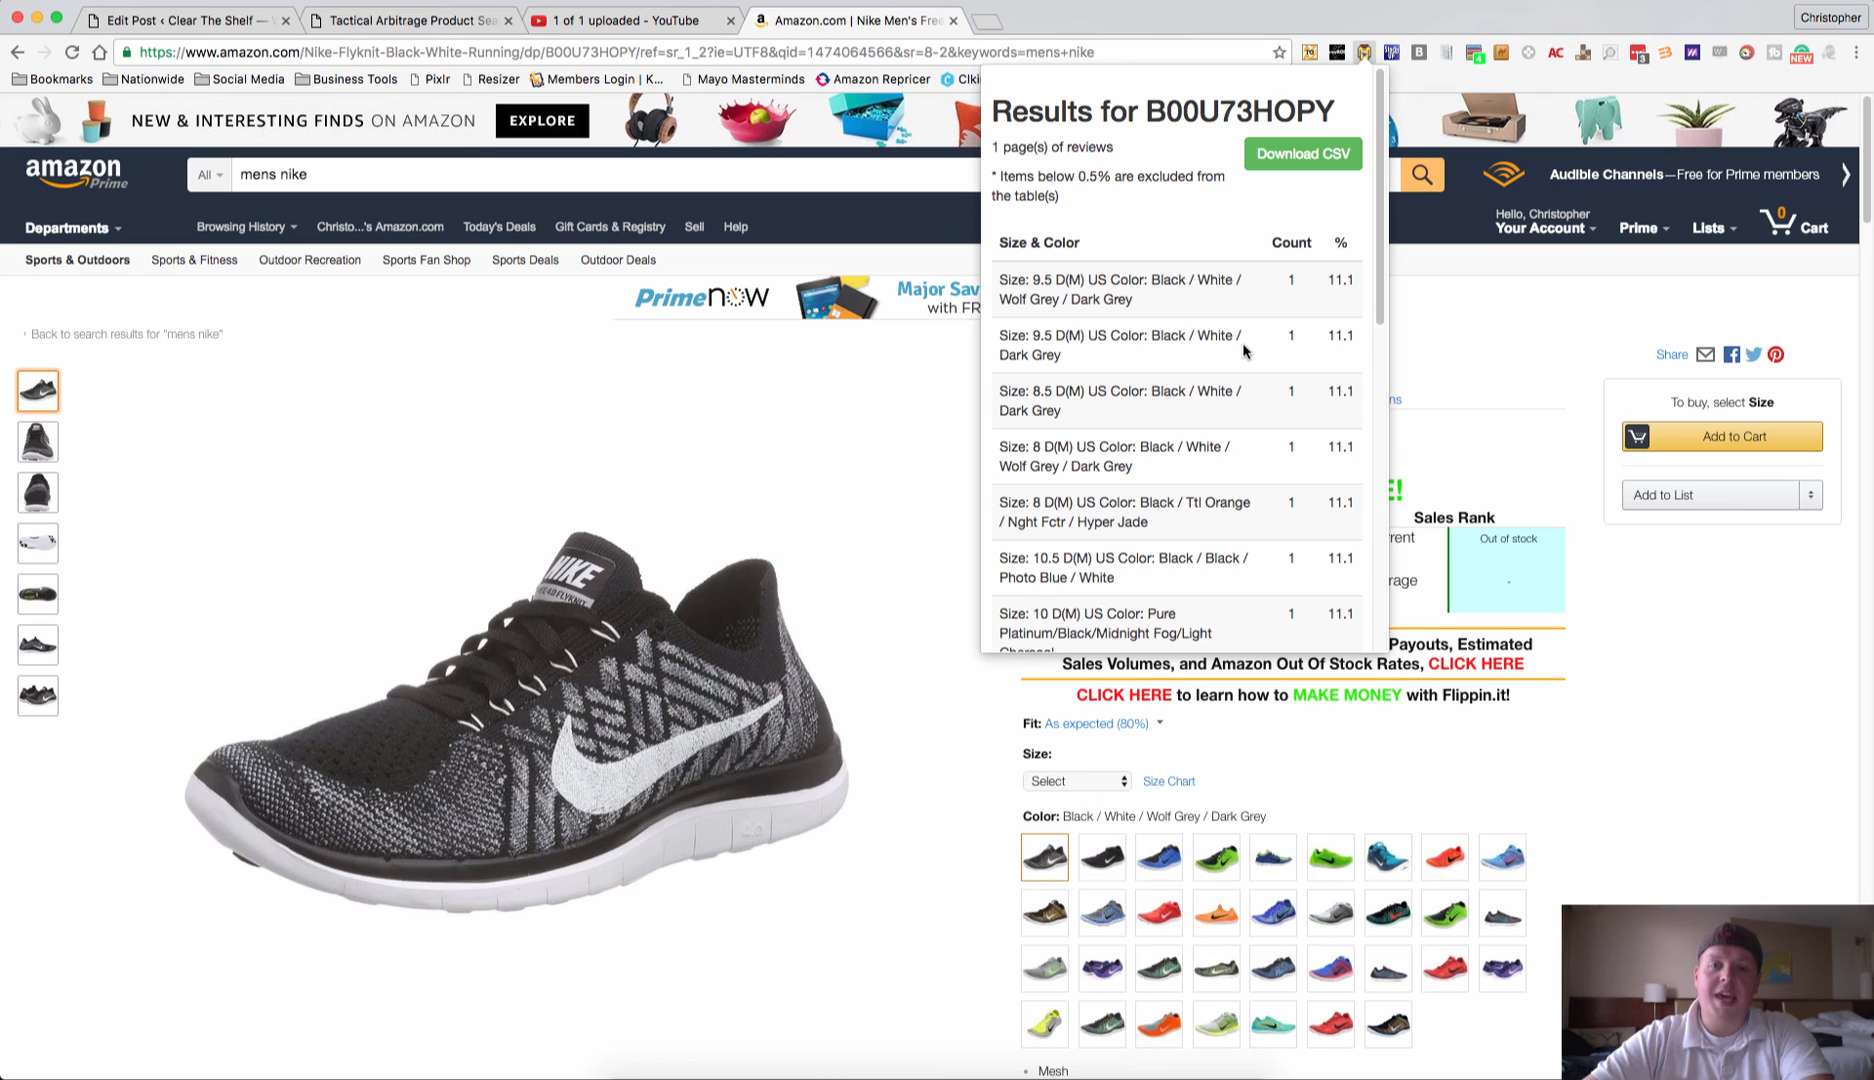 Edit Post ‹ Clear The Shelf —
Tactical Arbitrage Product Sea
1 of 1 uploaded - YouTube
Amazon.com | Nike Men's Free
Christopher
https://www.amazon.com/Nike-Flyknit-Black-White-Running/dp/B00U73HOPY/ref=sr_1_2?ie=UTF8&qid=1474064566&sr=8-2&keywords=mens+nike
Bookmarks
Nationwide
Social Media
Business Tools
Pixlr
Resizer
Members Login | K...
Mayo Masterminds
Amazon Repricer
NEW & INTERESTING FINDS ON AMAZON
EXPLORE
amazon
Prime
All
mens nike
Audible Channels—Free for Prime members
Departments
Browsing History
Christo...'s Amazon.com
Today's Deals
Gift Cards & Registry
Sell
Help
Hello, Christopher
Your Account
Prime
Lists
0
Cart
Sports & Outdoors
Sports & Fitness
Outdoor Recreation
Sports Fan Shop
Sports Deals
Outdoor Deals
Prime NOW
Major Sav
with FR
Back to search results for "mens nike"
Results for B00U73HOPY
1 page(s) of reviews
Download CSV
* Items below 0.5% are excluded from
the table(s)
Size & Color Count %
Size: 9.5 D(M) US Color: Black / White / 1 11.1
Wolf Grey / Dark Grey
Size: 9.5 D(M) US Color: Black / White / 1 11.1
Dark Grey
Size: 8.5 D(M) US Color: Black / White / 1 11.1
Dark Grey
Size: 8 D(M) US Color: Black / White / 1 11.1
Wolf Grey / Dark Grey
Size: 8 D(M) US Color: Black / Ttl Orange 1 11.1
/ Nght Fctr / Hyper Jade
Size: 10.5 D(M) US Color: Black / Black / 1 11.1
Photo Blue / White
Size: 10 D(M) US Color: Pure 1 11.1
Platinum/Black/Midnight Fog/Light
Share
To buy, select Size
Add to Cart
Add to List
E!
Sales Rank
rent
Out of stock
rage
-
Payouts, Estimated
Sales Volumes, and Amazon Out Of Stock Rates, CLICK HERE
CLICK HERE to learn how to MAKE MONEY with Flippin.it!
Fit: As expected (80%)
Size:
Select
Size Chart
Color: Black / White / Wolf Grey / Dark Grey
Mesh
NIKE
4.0